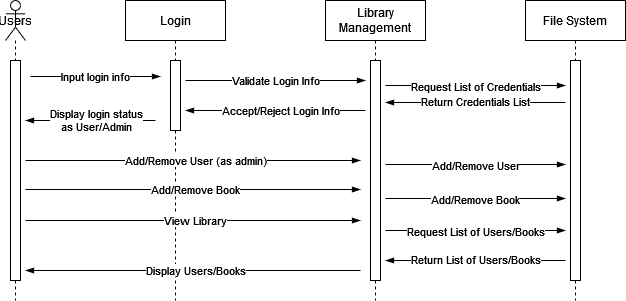 Users
Login
Library
Management
File System
Input login info
Validate Login Info
Request List of Credentials
Return Credentials List
Accept/Reject Login Info
Display login status
as User/Admin
Add/Remove User (as admin)
Add/Remove User
Add/Remove Book
Add/Remove Book
View Library
Request List of Users/Books
Return List of Users/Books
Display Users/Books